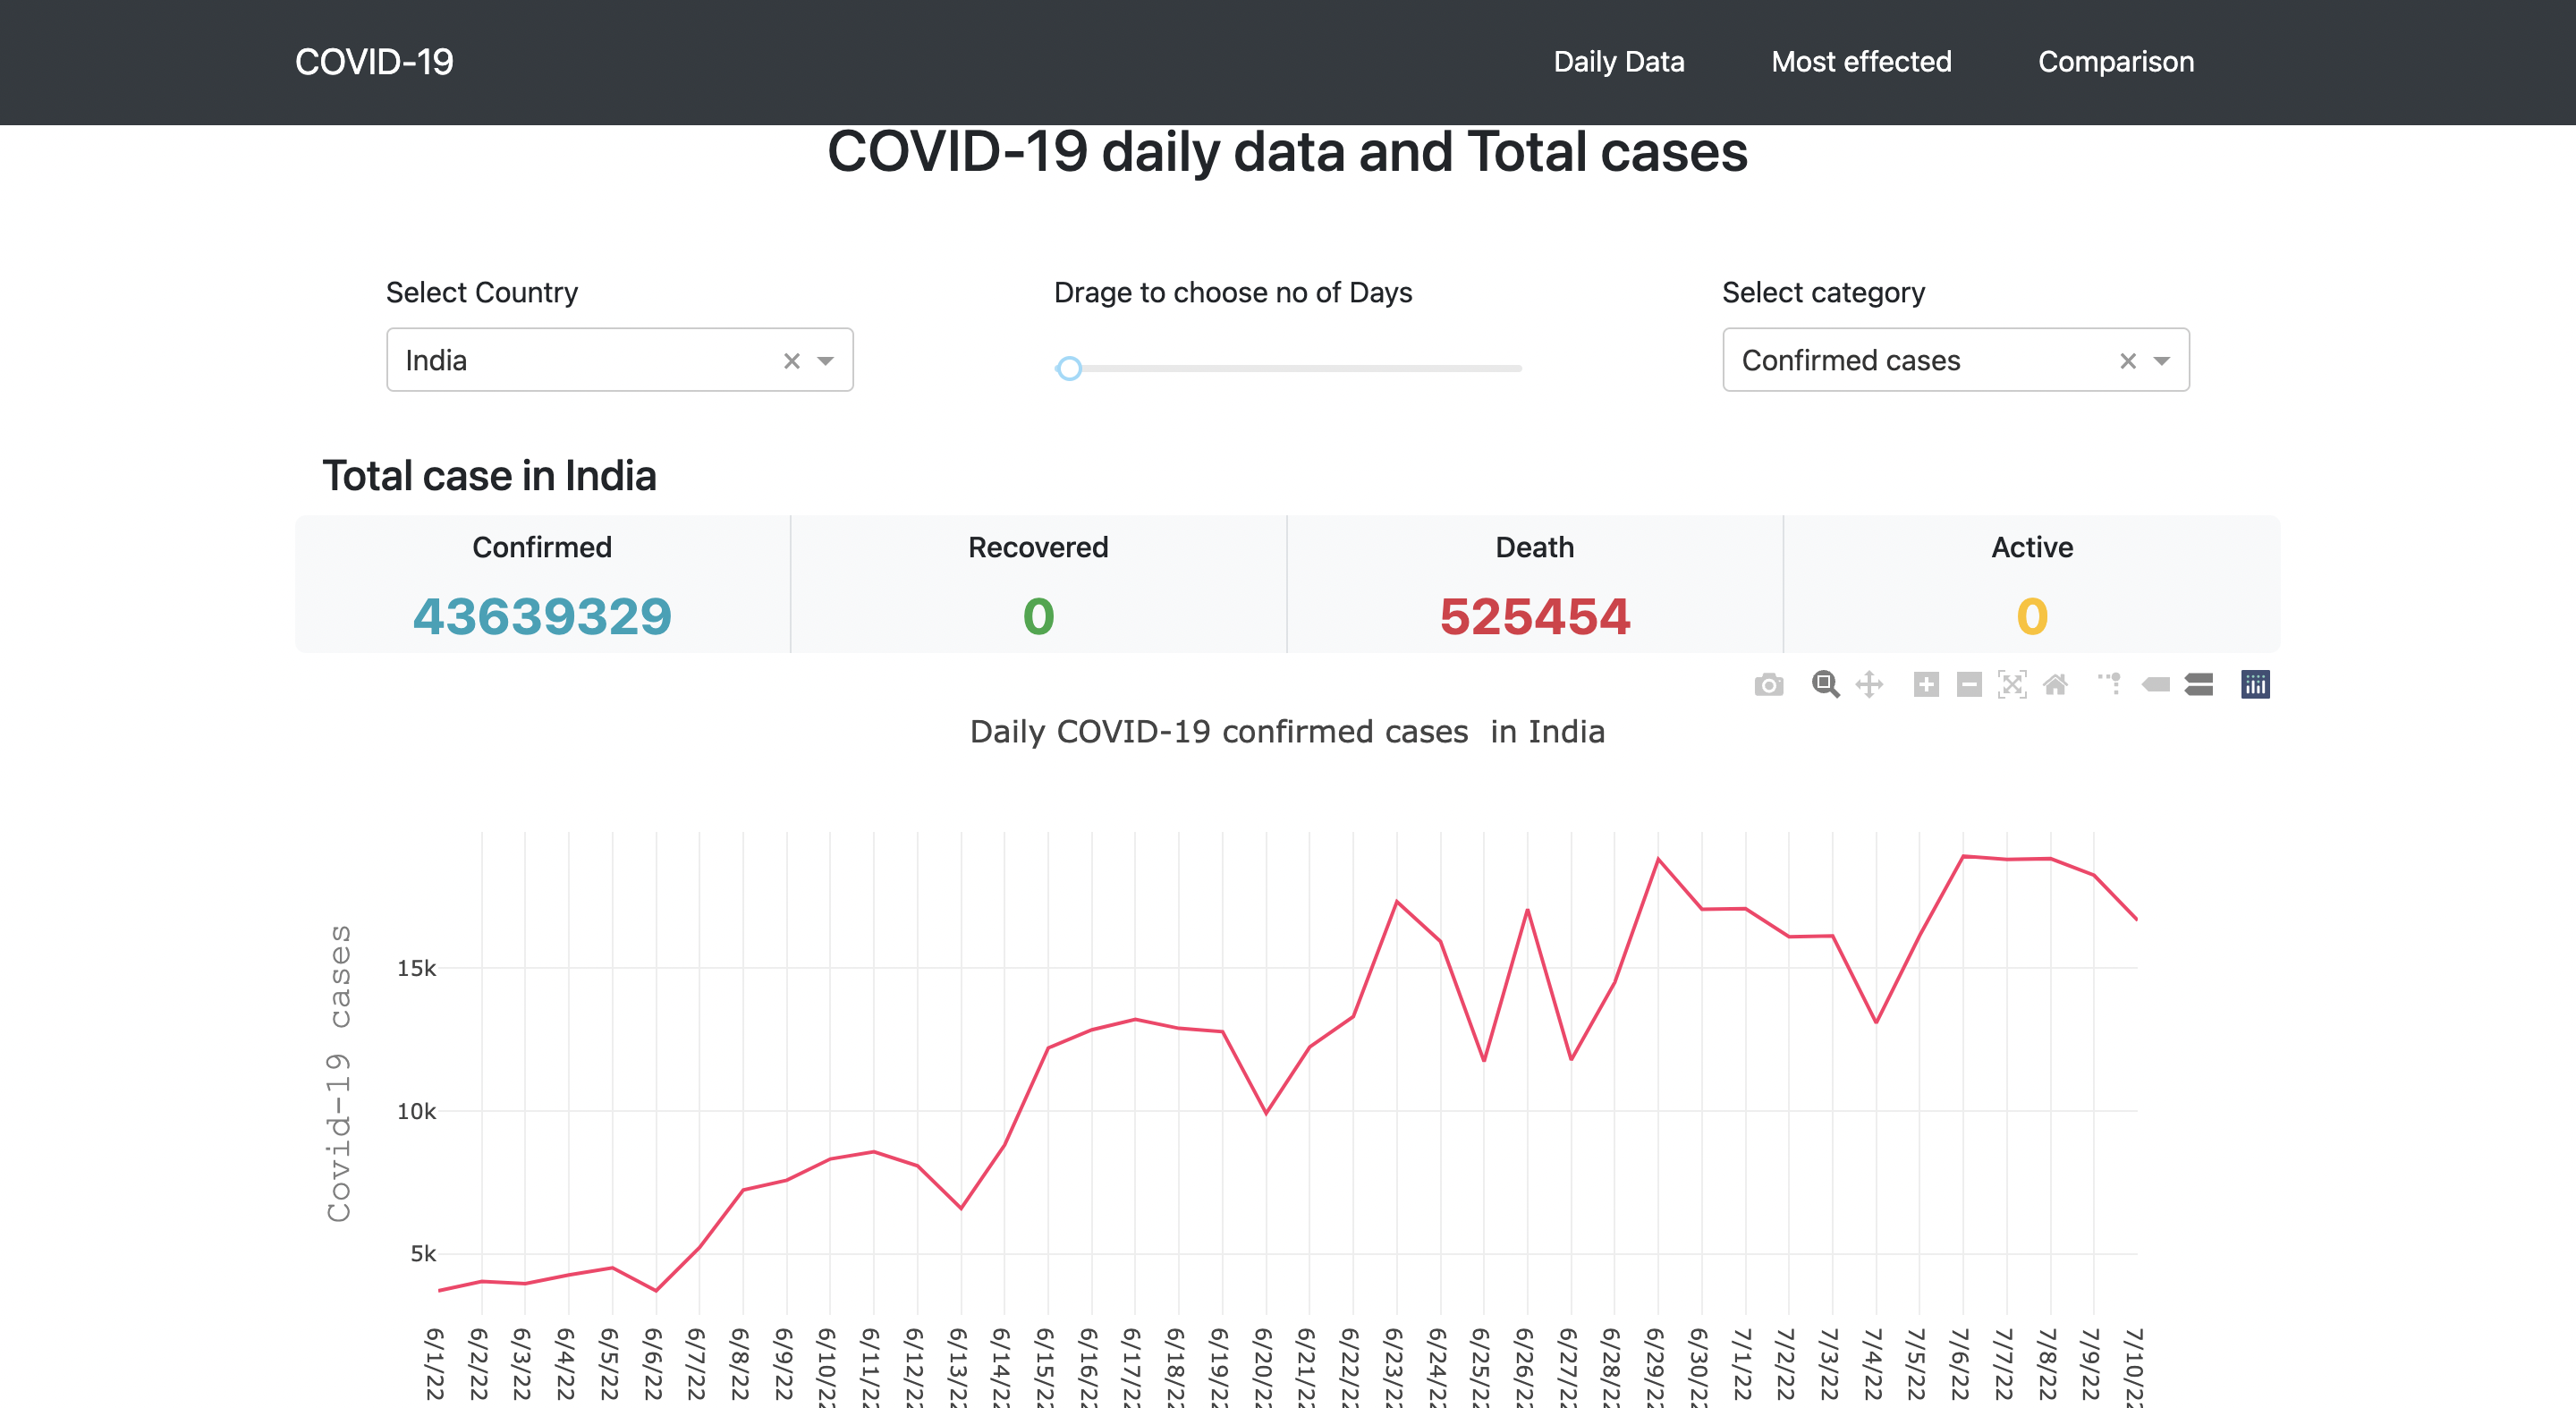 COVID-19
Daily Data
Most effected
Comparison
COVID-19 daily data and Total cases
Select Country
Drage to choose no of Days
Select category
India
Confirmed cases
Total case in India
Confirmed
Recovered
Death
Active
43639329
0
525454
0
Daily COVID-19 confirmed cases in India
Covid-19 cases
15k
10k
5k
6/1/22
6/2/22
6/3/22
6/4/22
6/5/22
6/6/22
6/7/22
6/8/22
6/9/22
6/10/22
6/11/22
6/12/22
6/13/22
6/14/22
6/15/22
6/16/22
6/17/22
6/18/22
6/19/22
6/20/22
6/21/22
6/22/22
6/23/22
6/24/22
6/25/22
6/26/22
6/27/22
6/28/22
6/29/22
6/30/22
7/1/22
7/2/22
7/3/22
7/4/22
7/5/22
7/6/22
7/7/22
7/8/22
7/9/22
7/10/22